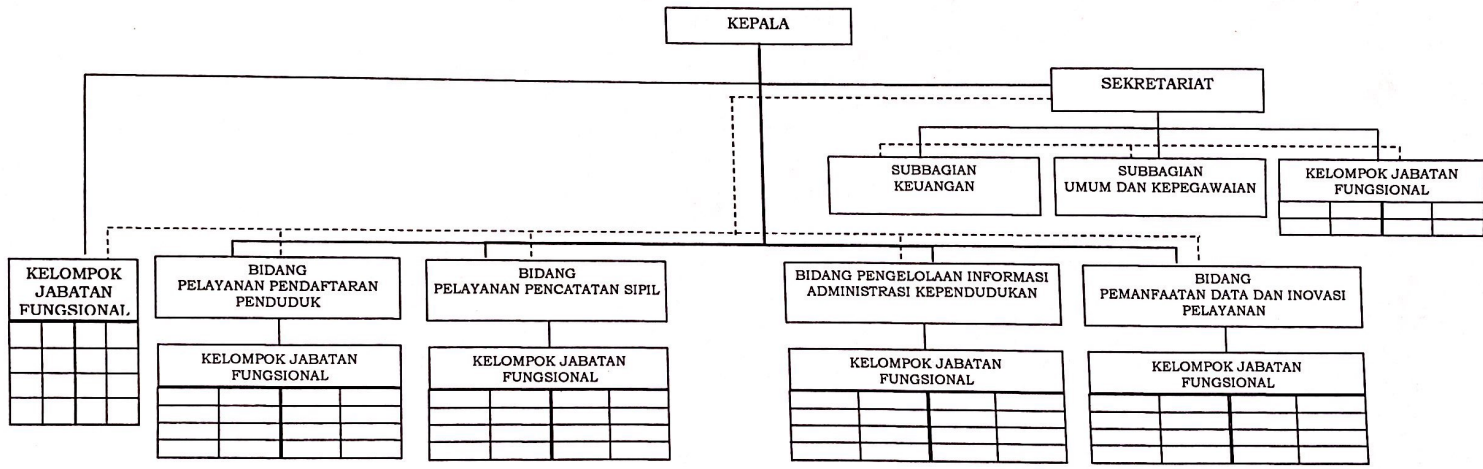 KEPALA
SEKRETARIAT
SUBBAGIAN
KEUANGAN
SUBBAGIAN
UMUM DAN KEPEGAWAIAN
KELOMPOK JABATAN
FUNGSIONAL
KELOMPOK
JABATAN
FUNGSIONAL
BIDANG
PELAYANAN PENDAFTARAN
PENDUDUK
BIDANG
PELAYANAN PENCATATAN SIPIL
BIDANG PENGELOLAAN INFORMASI
ADMINISTRASI KEPENDUDUKAN
BIDANG
PEMANFAATAN DATA DAN INOVASI
PELAYANAN
KELOMPOK JABATAN
FUNGSIONAL
KELOMPOK JABATAN
FUNGSIONAL
KELOMPOK JABATAN
FUNGSIONAL
KELOMPOK JABATAN
FUNGSIONAL